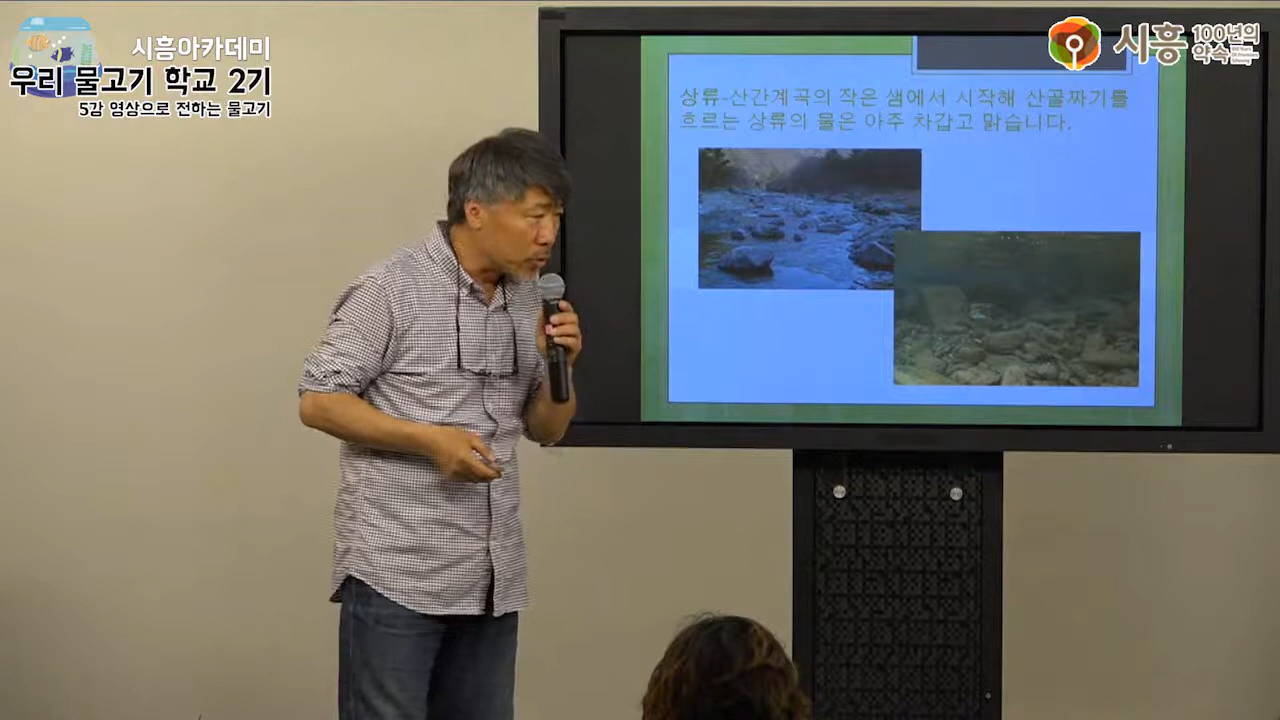 시흥아카데미
우리 물고기 학교 2기
5강 영상으로 전하는 물고기
시흥
100년의
약속
상류-산간계곡의 작은 샘에서 시작해 산골짜기를
흐르는 상류의 물은 아주 차갑고 맑습니다.